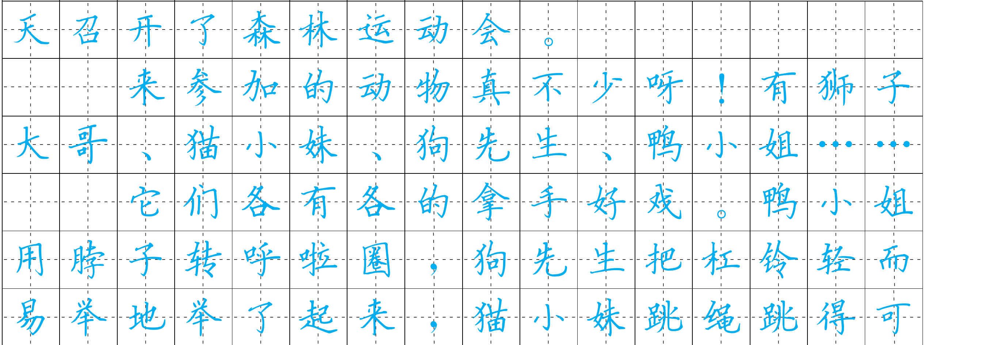 天召开了森林运动会。
来参加的动物真不少呀！有狮子
大哥、猫小妹、狗先生、鸭小姐……
它们各有各的拿手好戏。鸭小姐
用脖子转呼啦圈，狗先生把杠铃轻而
易举地举了起来，猫小妹跳绳跳得可